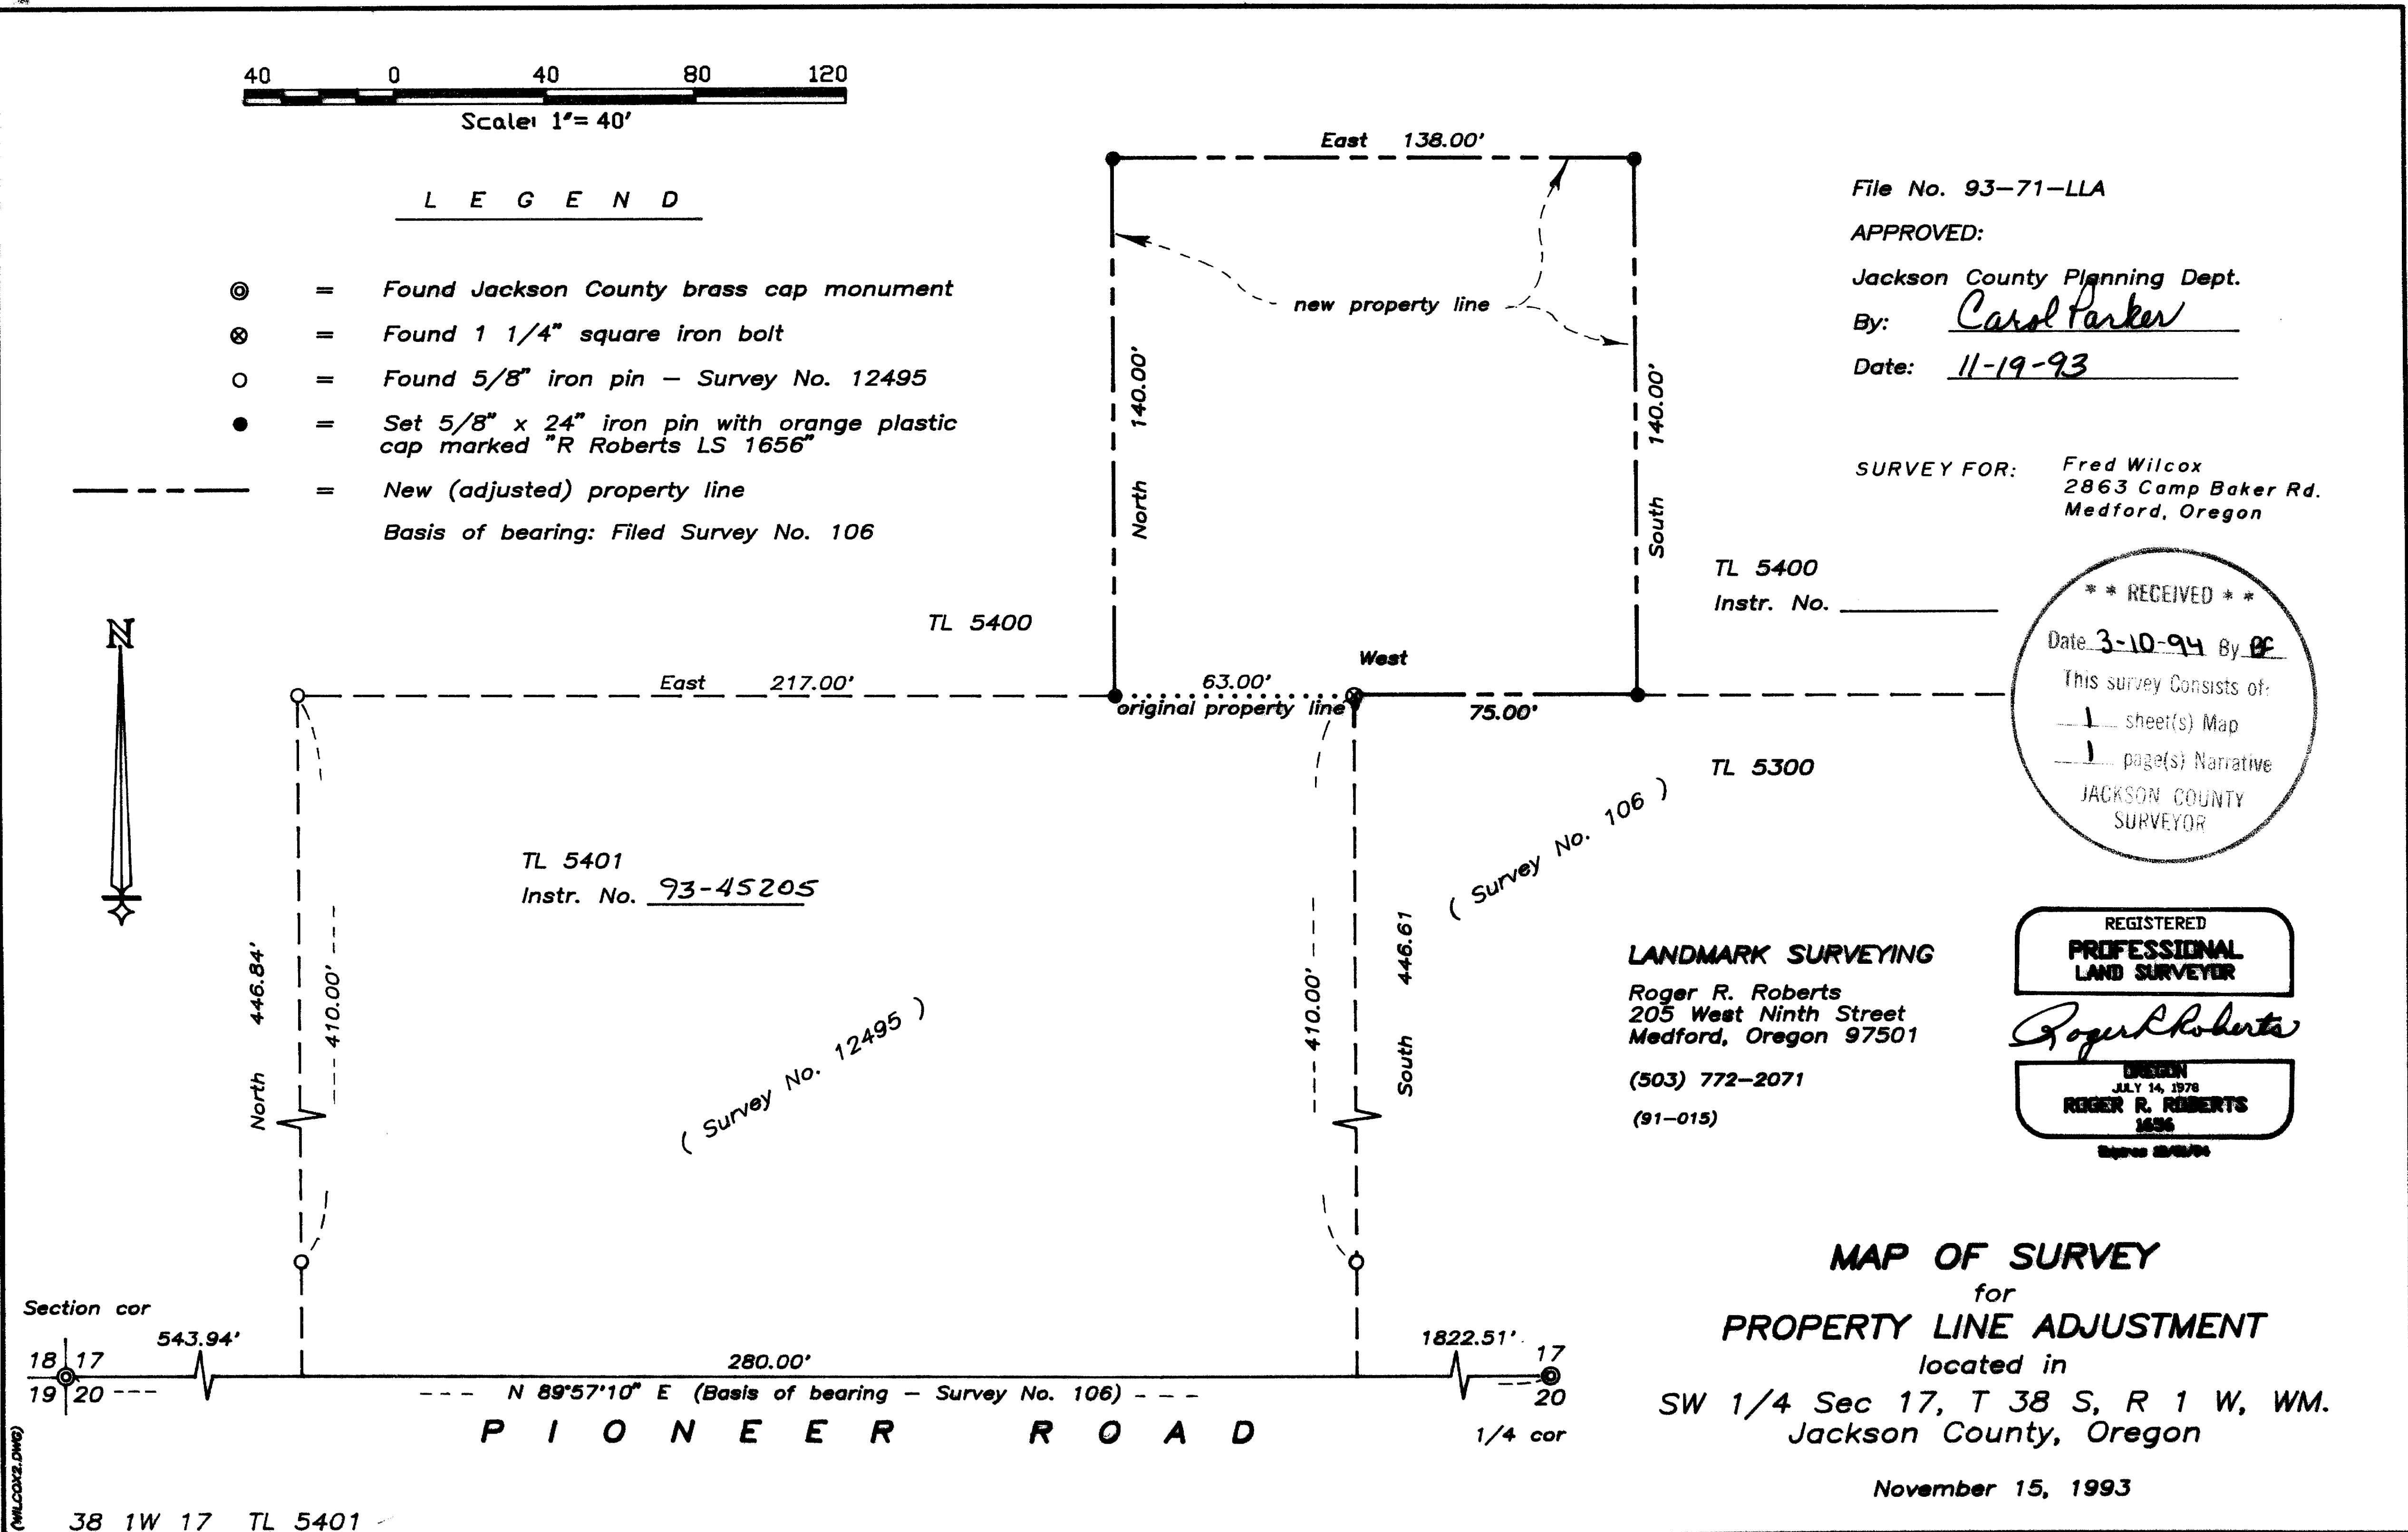 40 0 40 80 120
Scale: 1"= 40'
L E G E N D
= Found Jackson County brass cap monument
= Found 1 1/4" square iron bolt
= Found 5/8" iron pin – Survey No. 12495
= Set 5/8" x 24" iron pin with orange plastic
cap marked "R Roberts LS 1656"
= New (adjusted) property line
Basis of bearing: Filed Survey No. 106
N
East 138.00'
new property line
North 140.00'
South 140.00'
File No. 93-71-LLA
APPROVED:
Jackson County Planning Dept.
By: Carol Parker
Date: 11-19-93
SURVEY FOR: Fred Wilcox
2863 Camp Baker Rd.
Medford, Oregon
TL 5400
Instr. No.
TL 5400
West
East 217.00'
63.00'
original property line
75.00'
TL 5300
* * RECEIVED * *
Date 3-10-94 By BF
This survey Consists of:
1 sheet(s) Map
1 page(s) Narrative
JACKSON COUNTY
SURVEYOR
TL 5401
Instr. No. 93-45205
( Survey No. 106 )
( Survey No. 12495 )
North 446.84'
410.00'
410.00'
South 446.61
LANDMARK SURVEYING
Roger R. Roberts
205 West Ninth Street
Medford, Oregon 97501
(503) 772-2071
(91-015)
REGISTERED
PROFESSIONAL
LAND SURVEYOR
Roger R Roberts
OREGON
JULY 14, 1978
ROGER R. ROBERTS
1656
Expires
MAP OF SURVEY
for
PROPERTY LINE ADJUSTMENT
located in
SW 1/4 Sec 17, T 38 S, R 1 W, WM.
Jackson County, Oregon
November 15, 1993
Section cor
18 17
19 20
543.94'
280.00'
1822.51'
17
20
1/4 cor
N 89°57'10" E (Basis of bearing – Survey No. 106)
P I O N E E R R O A D
(WILCOX2.DWG)
38 1W 17 TL 5401